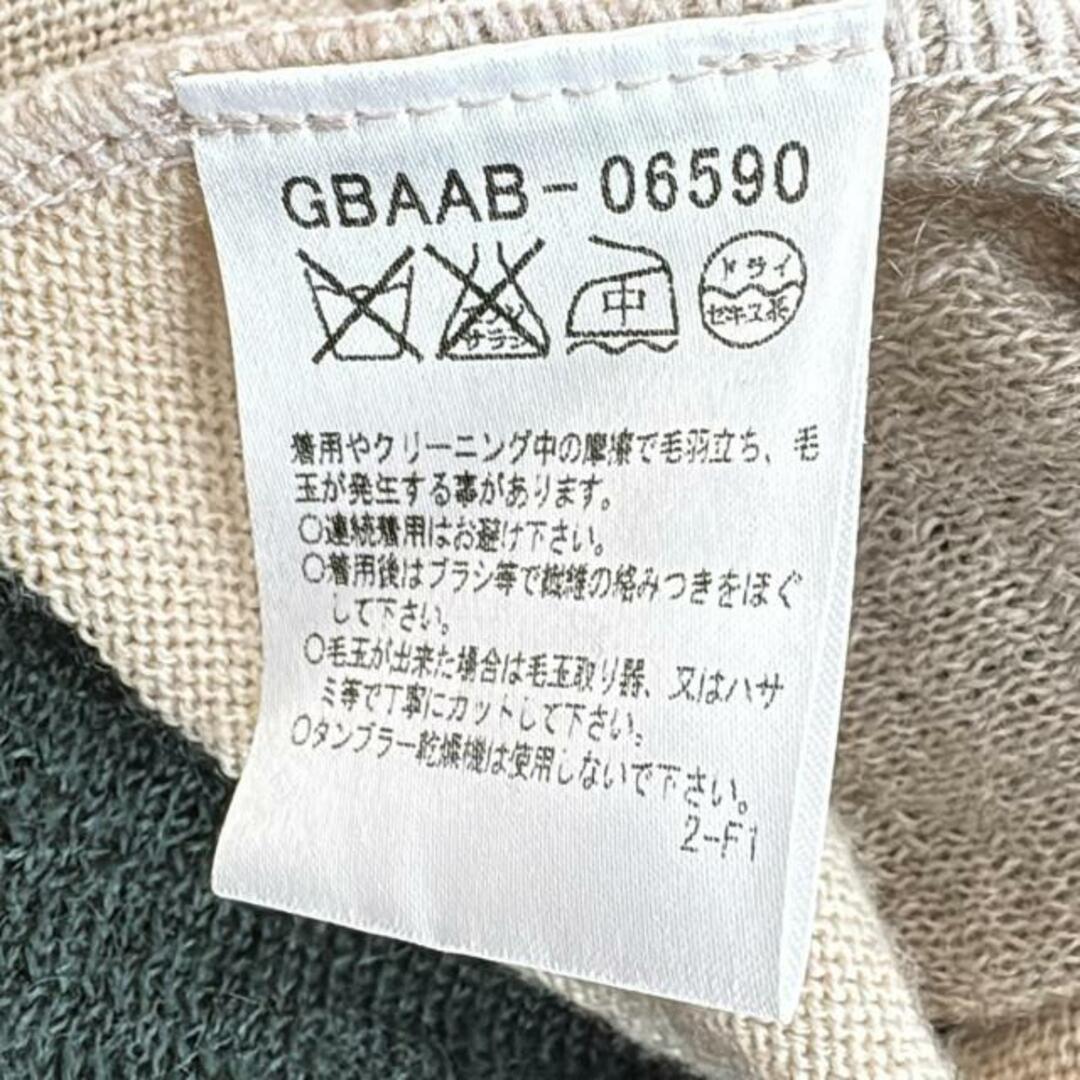 GBAAB-06590
エンソ
サラシ
中
ドライ
セキユ系
着用やクリーニング中の摩擦で毛羽立ち、毛
玉が発生する事があります。
○連続着用はお避け下さい。
○着用後はブラシ等で繊維の絡みつきをほぐ
して下さい。
○毛玉が出来た場合は毛玉取り器、又はハサ
ミ等で丁寧にカットして下さい。
○タンブラー乾燥機は使用しないで下さい。
2-F1